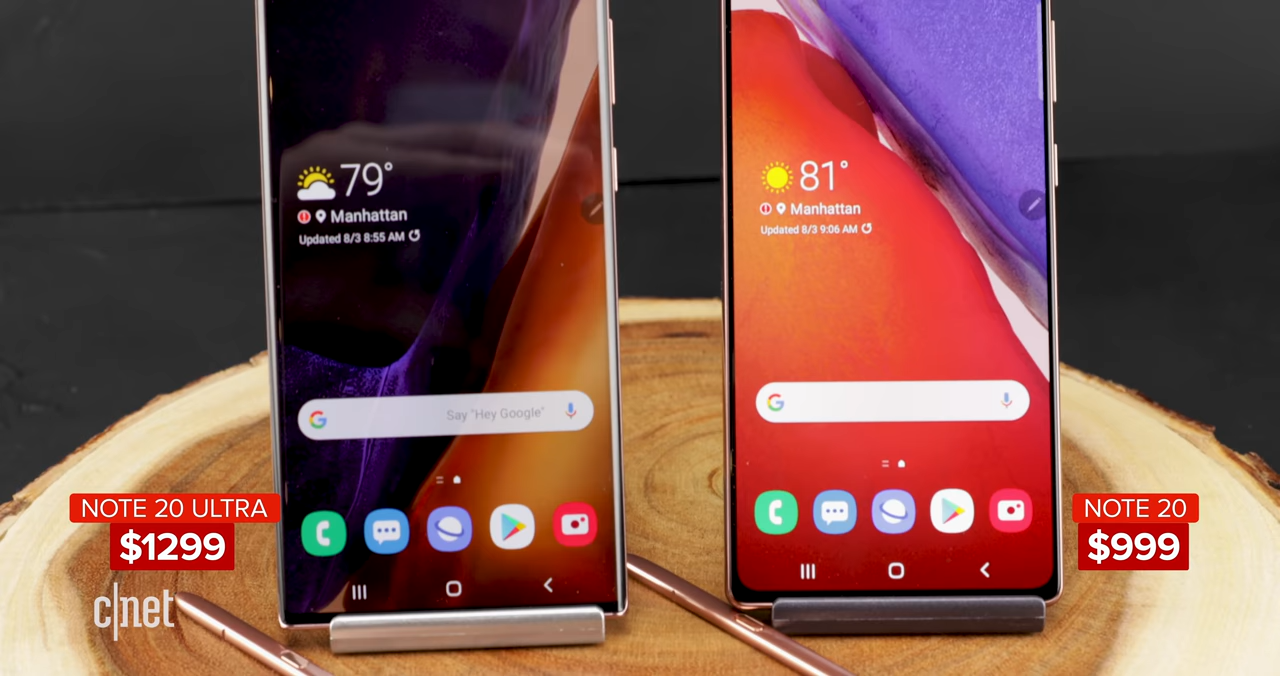 79°
Manhattan
Updated 8/3 8:55 AM
Say "Hey Google"
81°
Manhattan
Updated 8/3 9:06 AM
NOTE 20 ULTRA
$1299
c|net
NOTE 20
$999